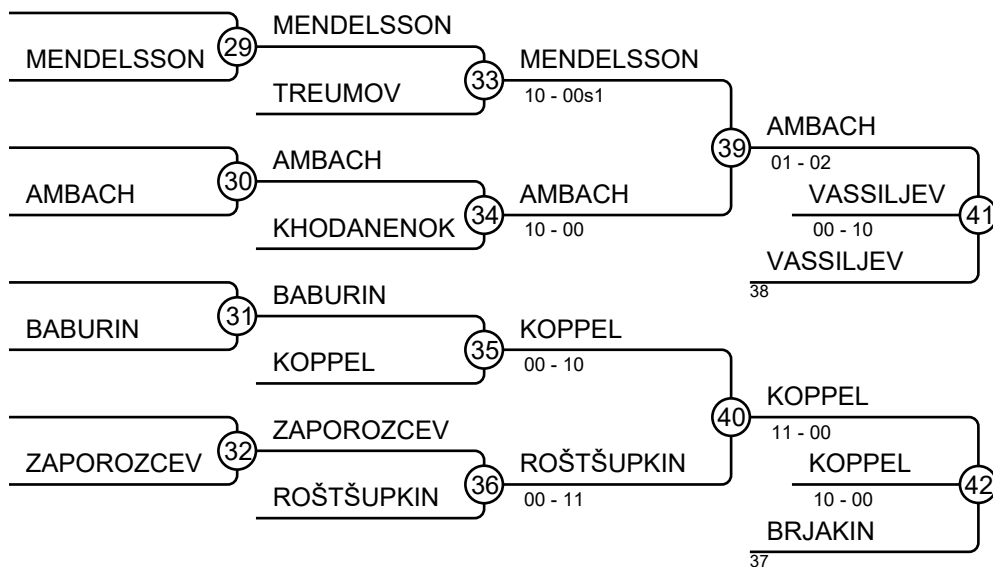 MENDELSSON
29
MENDELSSON
TREUMOV
33
MENDELSSON
10 - 00s1
AMBACH
30
AMBACH
KHODANENOK
34
AMBACH
10 - 00
39
AMBACH
01 - 02
VASSILJEV
00 - 10
41
VASSILJEV
38
BABURIN
31
BABURIN
KOPPEL
35
KOPPEL
00 - 10
ZAPOROZCEV
32
ZAPOROZCEV
ROŠTŠUPKIN
36
ROŠTŠUPKIN
00 - 11
40
KOPPEL
11 - 00
KOPPEL
10 - 00
42
BRJAKIN
37